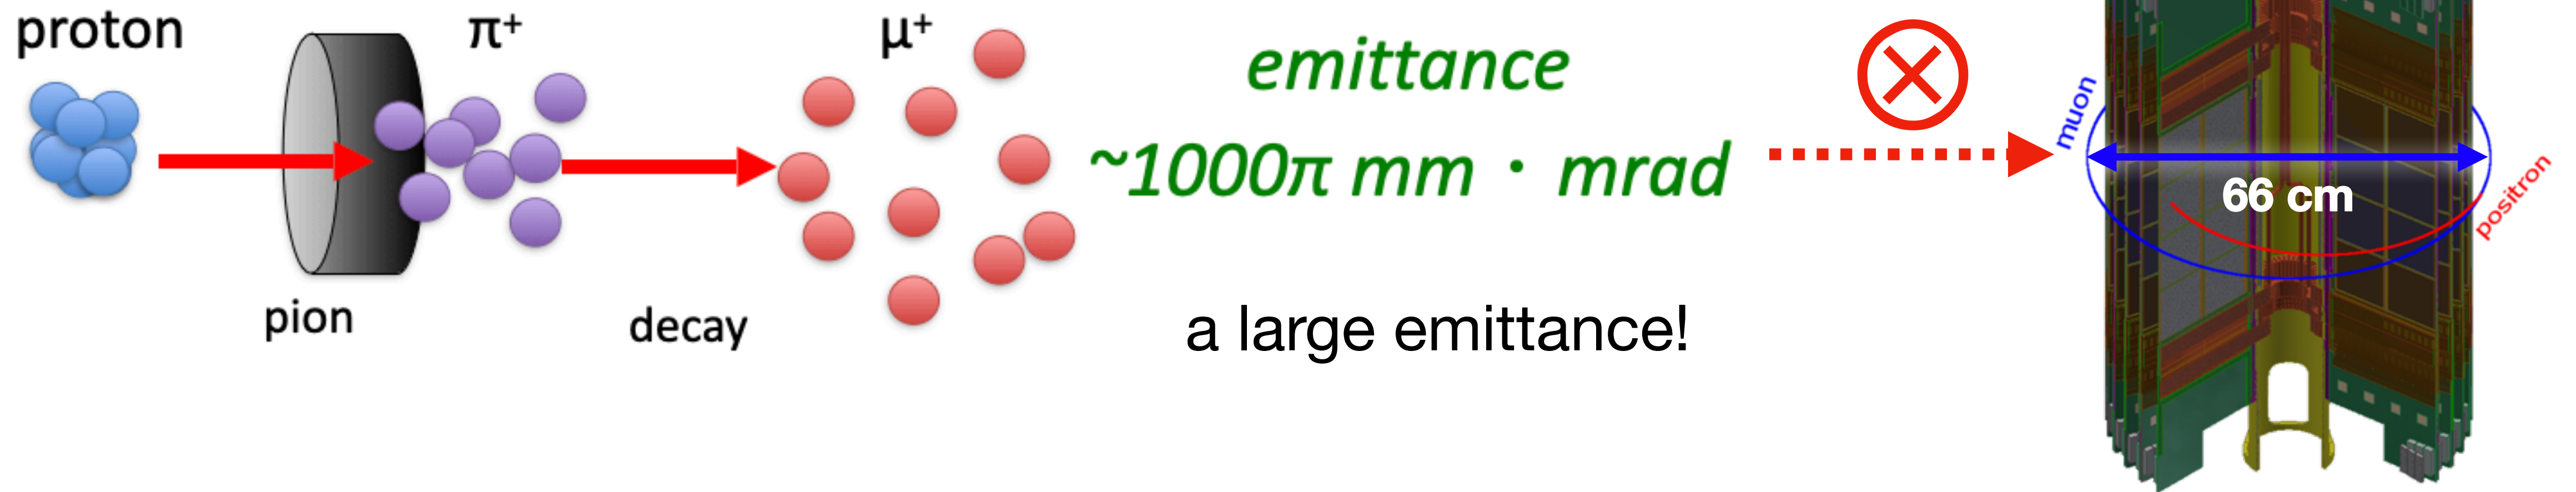 proton
π⁺
μ⁺
pion
decay
emittance
~1000π mm · mrad
a large emittance!
muon
66 cm
positron